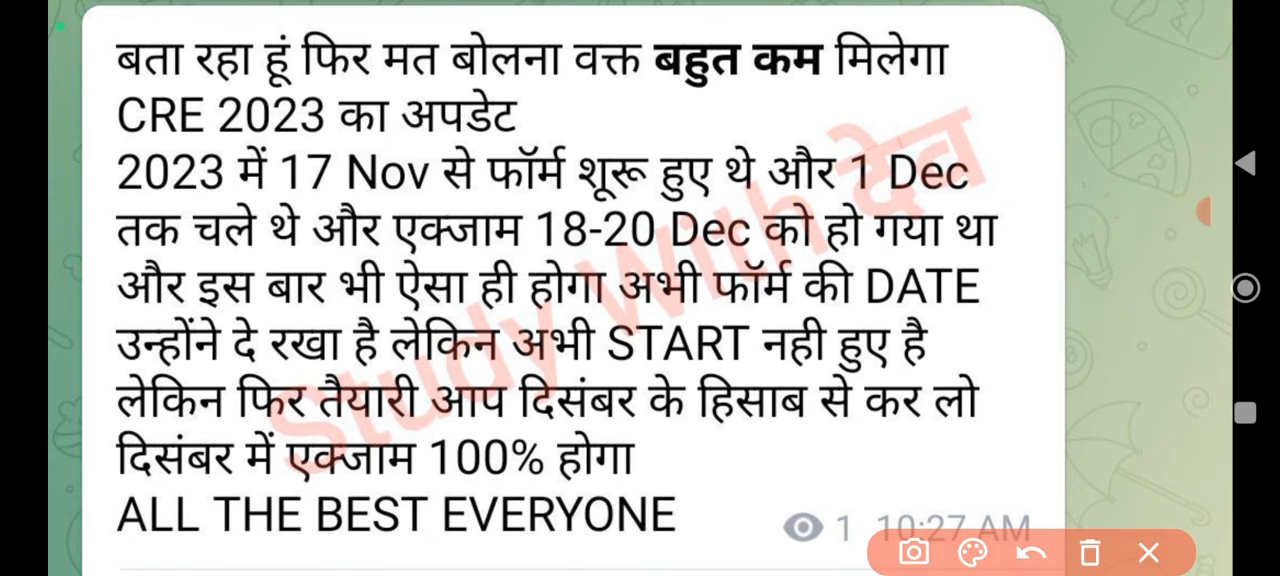 बता रहा हूं फिर मत बोलना वक्त बहुत कम मिलेगा
CRE 2023 का अपडेट
2023 में 17 Nov से फॉर्म शूरू हुए थे और 1 Dec
तक चले थे और एक्जाम 18-20 Dec को हो गया था
और इस बार भी ऐसा ही होगा अभी फॉर्म की DATE
उन्होंने दे रखा है लेकिन अभी START नही हुए है
लेकिन फिर तैयारी आप दिसंबर के हिसाब से कर लो
दिसंबर में एक्जाम 100% होगा
ALL THE BEST EVERYONE
1 10:27 AM
Study With देव